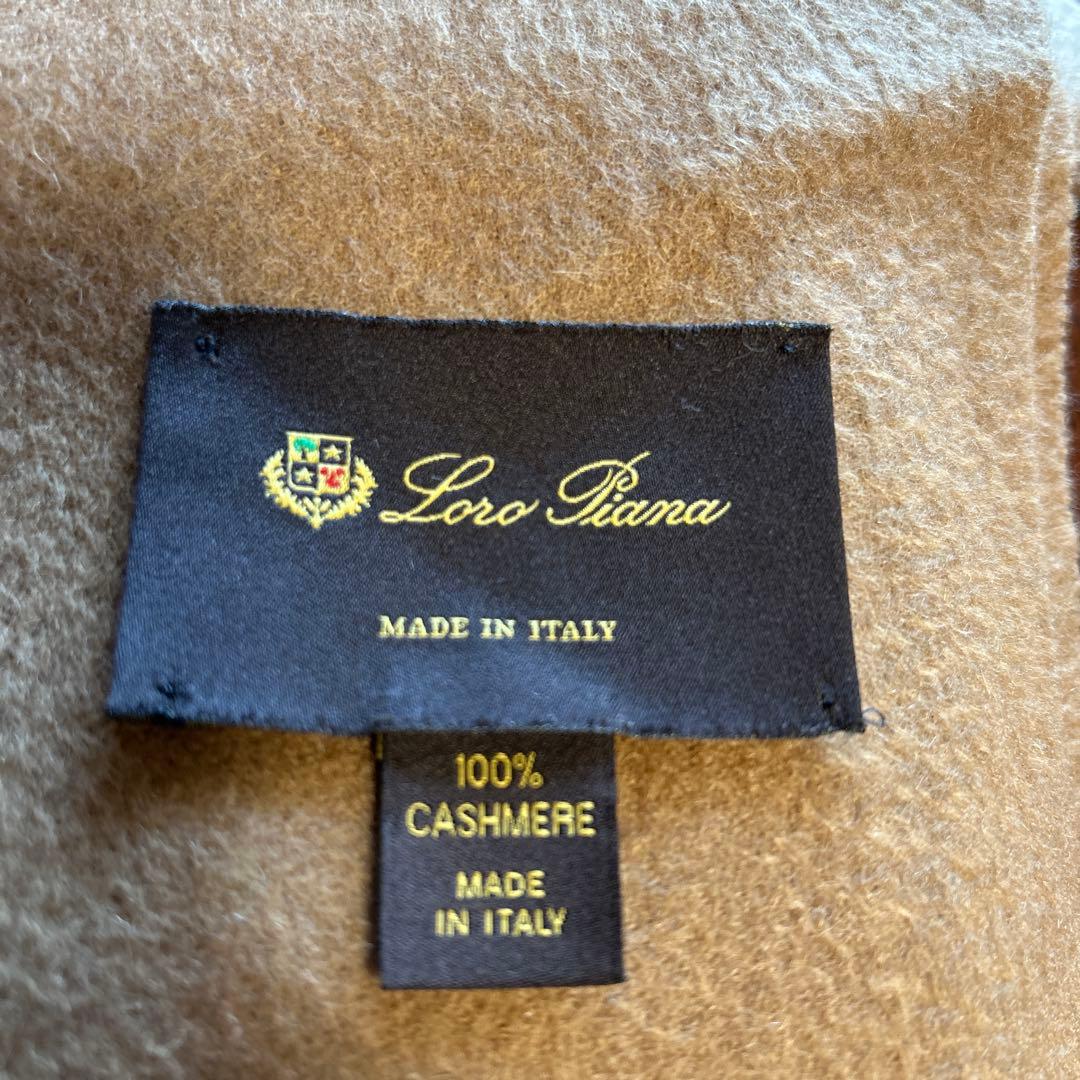 Loro Piana
MADE IN ITALY
100%
CASHMERE
MADE
IN ITALY